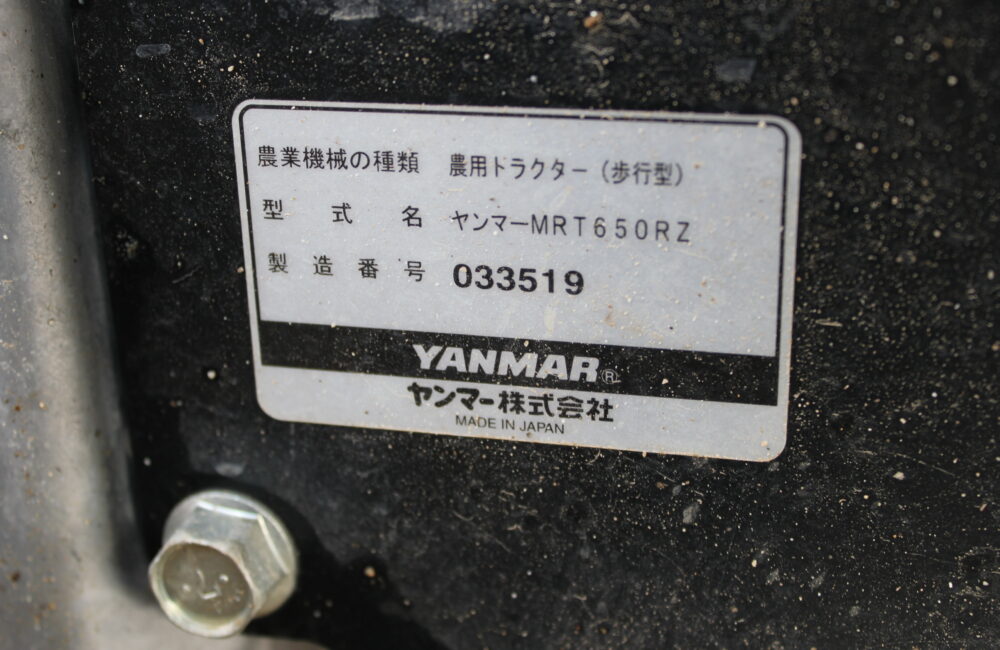 農業機械の種類 農用トラクター(歩行型)
型式名 ヤンマーMRT650RZ
製造番号 033519
YANMAR®
ヤンマー株式会社
MADE IN JAPAN